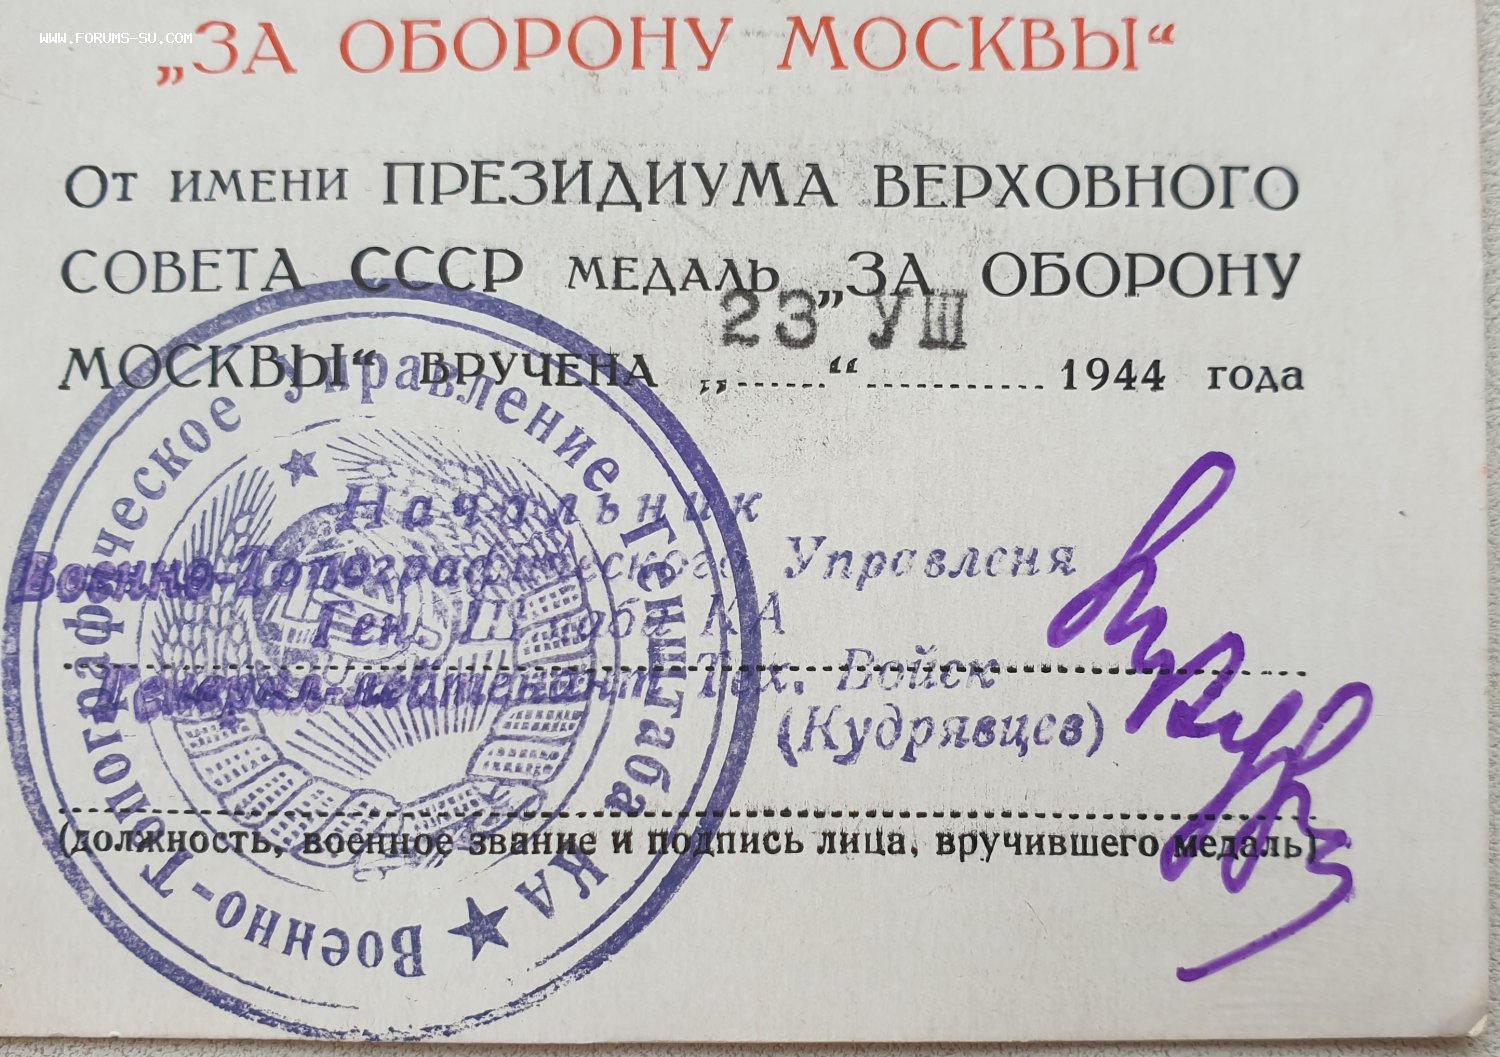 WWW.FORUMS-SU.COM
„ЗА ОБОРОНУ МОСКВЫ“
От имени ПРЕЗИДИУМА ВЕРХОВНОГО
СОВЕТА СССР медаль „ЗА ОБОРОНУ
МОСКВЫ“ вручена „23“ УШ 1944 года
Начальник
Военно-Топографического Управленя
Ген. Штаба КА
Генерал-лейтенант Тех. Войск
(Кудрявцев)
(должность, военное звание и подпись лица, вручившего медаль)
Военно-Топографическое Управление Генштаба КА